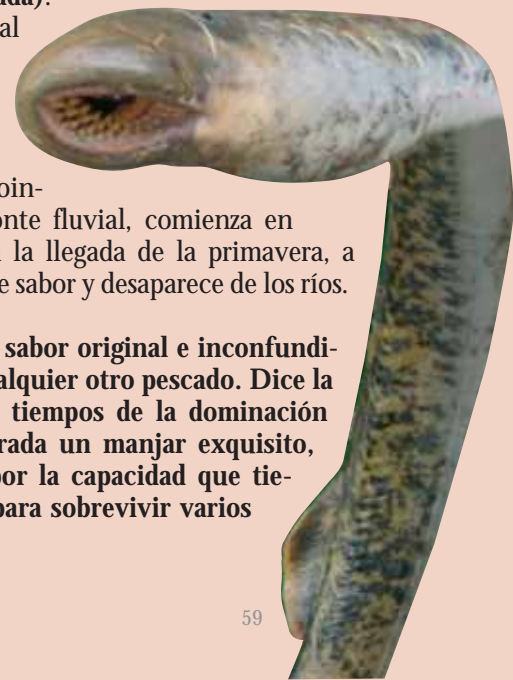 ada).
al
oin-
onte fluvial, comienza en
la llegada de la primavera, a
e sabor y desaparece de los ríos.
sabor original e inconfundi-
alquier otro pescado. Dice la
tiempos de la dominación
rada un manjar exquisito,
por la capacidad que tie-
para sobrevivir varios
59